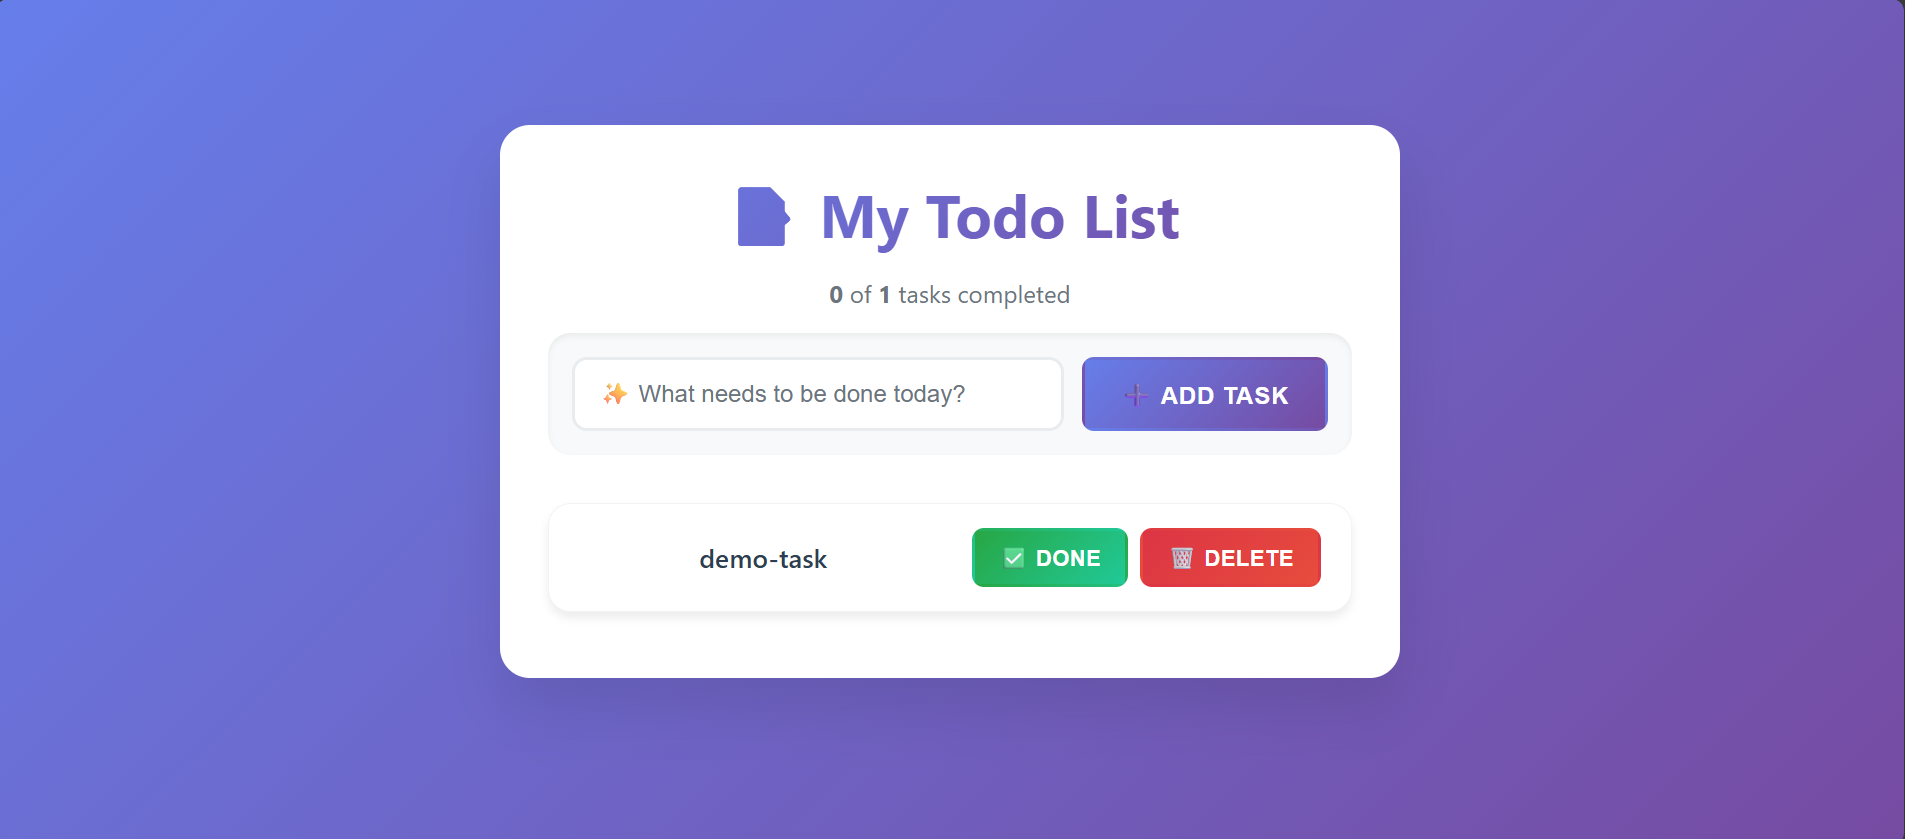 My Todo List
0 of 1 tasks completed
✨ What needs to be done today?
➕ ADD TASK
demo-task
✅ DONE
🗑️ DELETE